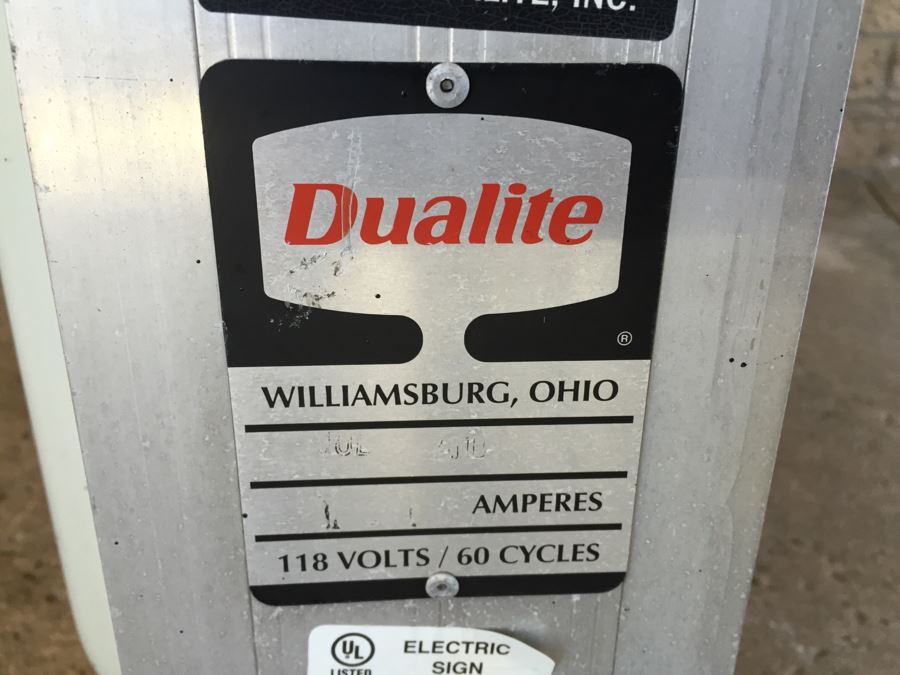 INC.
Dualite
®
WILLIAMSBURG, OHIO
AMPERES
118 VOLTS / 60 CYCLES
UL
LISTED
ELECTRIC
SIGN